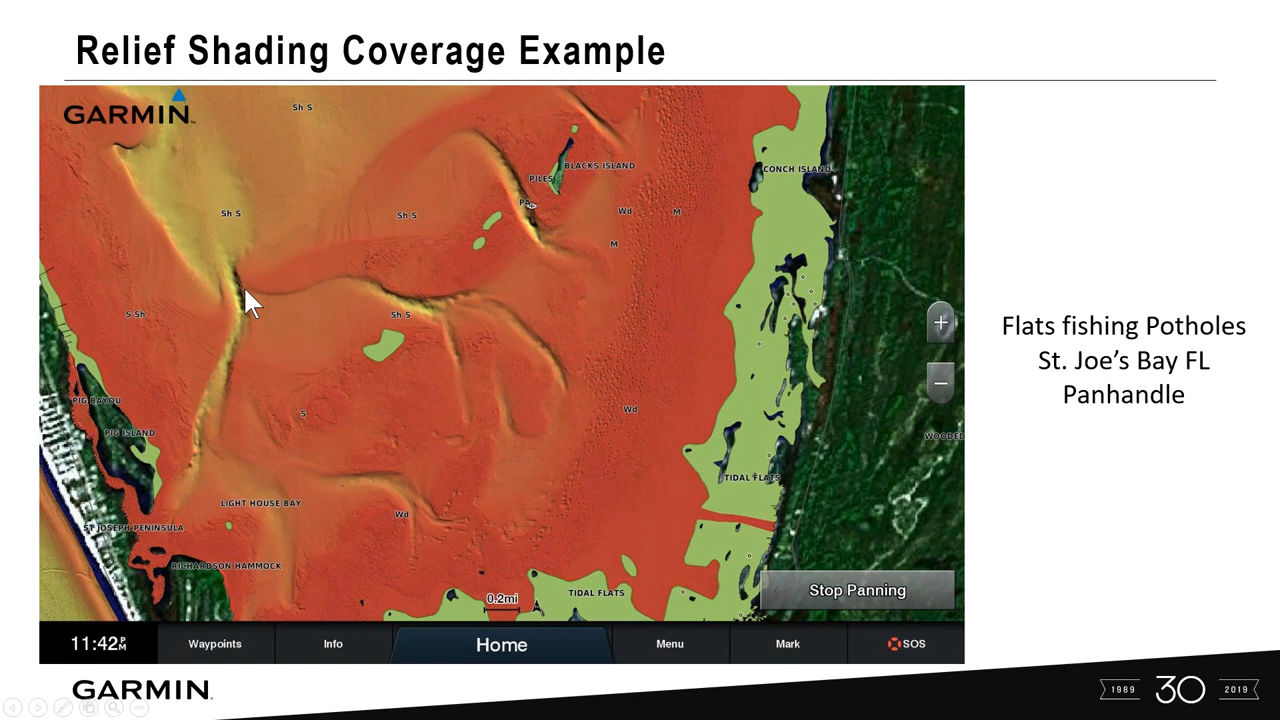 Relief Shading Coverage Example
GARMIN
Sh S
BLACKS ISLAND
CONCH ISLAND
PILES
PA
Sh S
Sh S
Wd
M
M
S Sh
Sh S
+
−
Flats fishing Potholes
St. Joe’s Bay FL
Panhandle
PIG BAYOU
S
Wd
PIG ISLAND
WOODED
TIDAL FLATS
LIGHT HOUSE BAY
Wd
ST JOSEPH PENINSULA
RICHARDSON HAMMOCK
0.2mi
TIDAL FLATS
Stop Panning
11:42PM
Waypoints
Info
Home
Menu
Mark
SOS
GARMIN
1989
30
2019